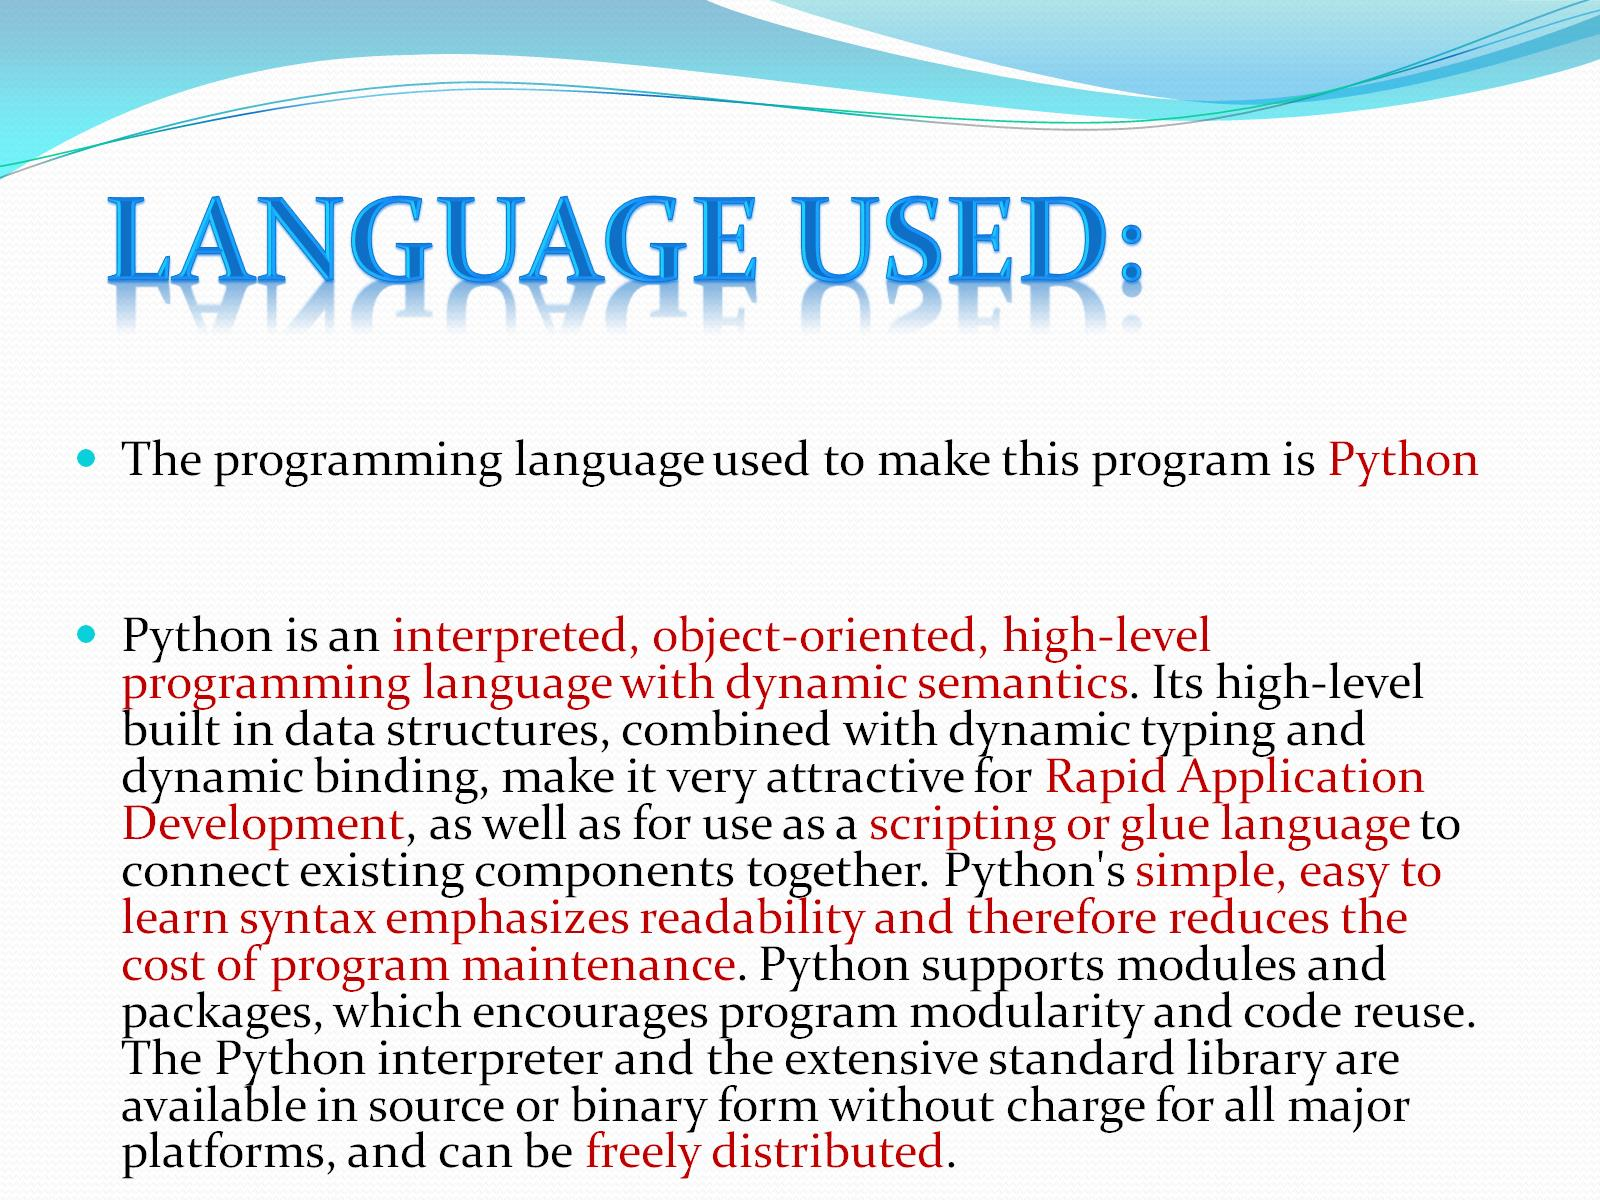 LANGUAGE USED:
• The programming language used to make this program is Python
• Python is an interpreted, object-oriented, high-level
programming language with dynamic semantics. Its high-level
built in data structures, combined with dynamic typing and
dynamic binding, make it very attractive for Rapid Application
Development, as well as for use as a scripting or glue language to
connect existing components together. Python's simple, easy to
learn syntax emphasizes readability and therefore reduces the
cost of program maintenance. Python supports modules and
packages, which encourages program modularity and code reuse.
The Python interpreter and the extensive standard library are
available in source or binary form without charge for all major
platforms, and can be freely distributed.